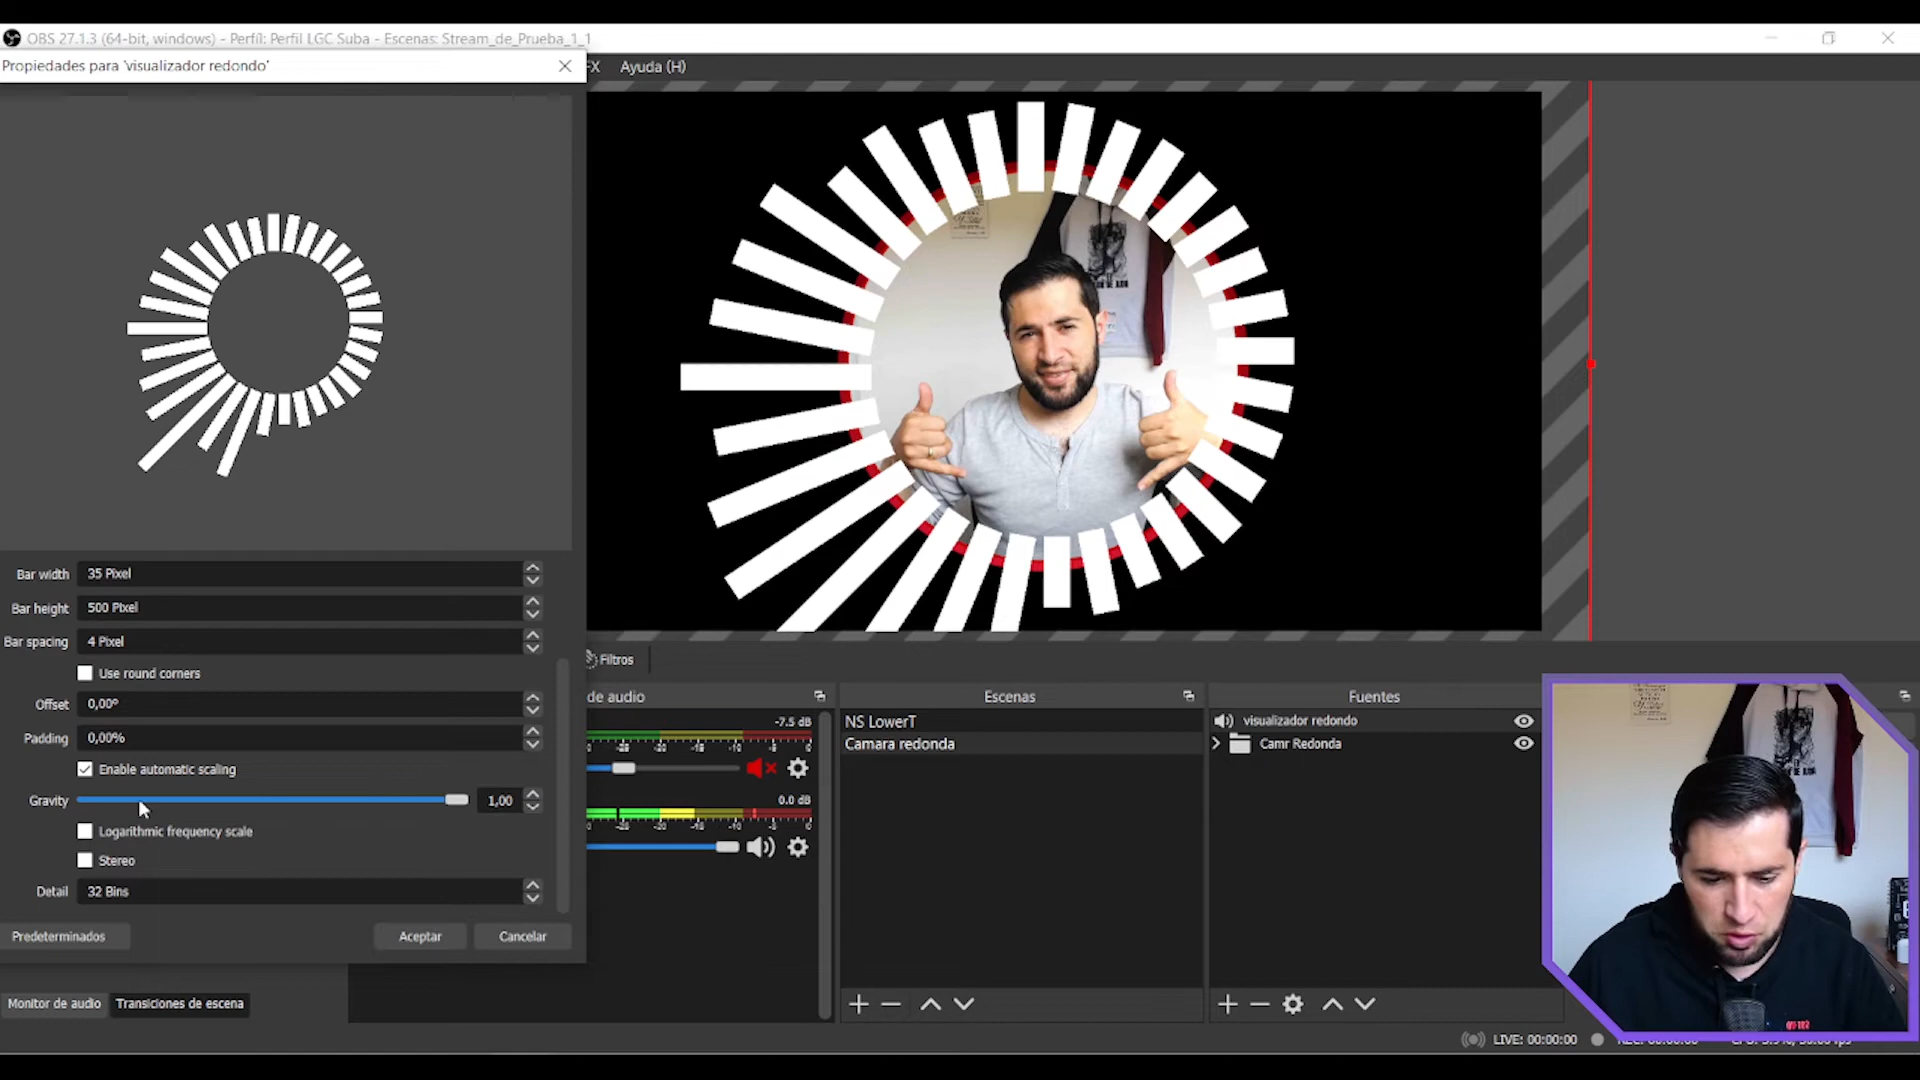 OBS 27.1.3 (64-bit, windows) - Perfil: Perfil LGC Suba - Escenas: Stream_de_Prueba_1_1
Propiedades para 'visualizador redondo'
FX
Ayuda (H)
Bar width 35 Pixel
Bar height 500 Pixel
Bar spacing 4 Pixel
Use round corners
Offset 0,00º
Padding 0,00%
Enable automatic scaling
Gravity 1,00
Logarithmic frequency scale
Stereo
Detail 32 Bins
Predeterminados
Aceptar
Cancelar
Monitor de audio
Transiciones de escena
Filtros
de audio
-7.5 dB
0.0 dB
Escenas
NS LowerT
Camara redonda
Fuentes
visualizador redondo
Camr Redonda
LIVE: 00:00:00